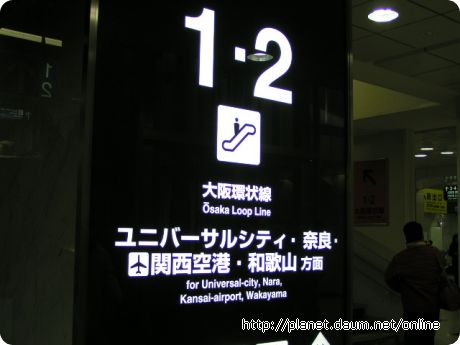 1·2
大阪環状線
Ōsaka Loop Line
ユニバーサルシティ・奈良・
関西空港・和歌山 方面
for Universal-city, Nara,
Kansai-airport, Wakayama
1·2
http://planet.daum.net/online